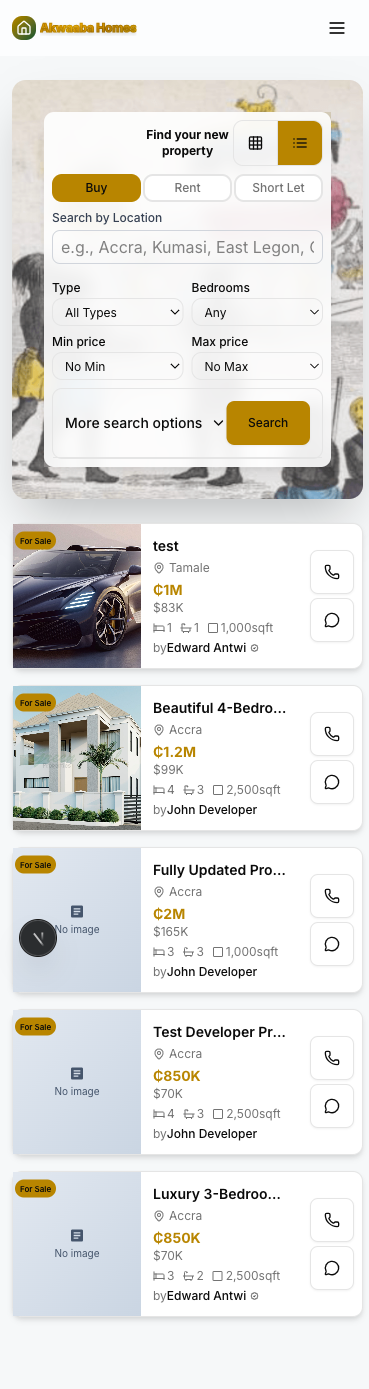 Akwaaba Homes
Find your new
property
Buy
Rent
Short Let
Search by Location
e.g., Accra, Kumasi, East Legon, C
Type
Bedrooms
All Types
Any
Min price
Max price
No Min
No Max
More search options
Search
For Sale
test
Tamale
₵1M
$83K
1 1 1,000sqft
byEdward Antwi
For Sale
Beautiful 4-Bedro...
Accra
₵1.2M
$99K
4 3 2,500sqft
byJohn Developer
For Sale
Fully Updated Pro...
Accra
₵2M
No image
$165K
3 3 1,000sqft
byJohn Developer
For Sale
Test Developer Pr...
Accra
₵850K
No image
$70K
4 3 2,500sqft
byJohn Developer
For Sale
Luxury 3-Bedroo...
Accra
₵850K
No image
$70K
3 2 2,500sqft
byEdward Antwi